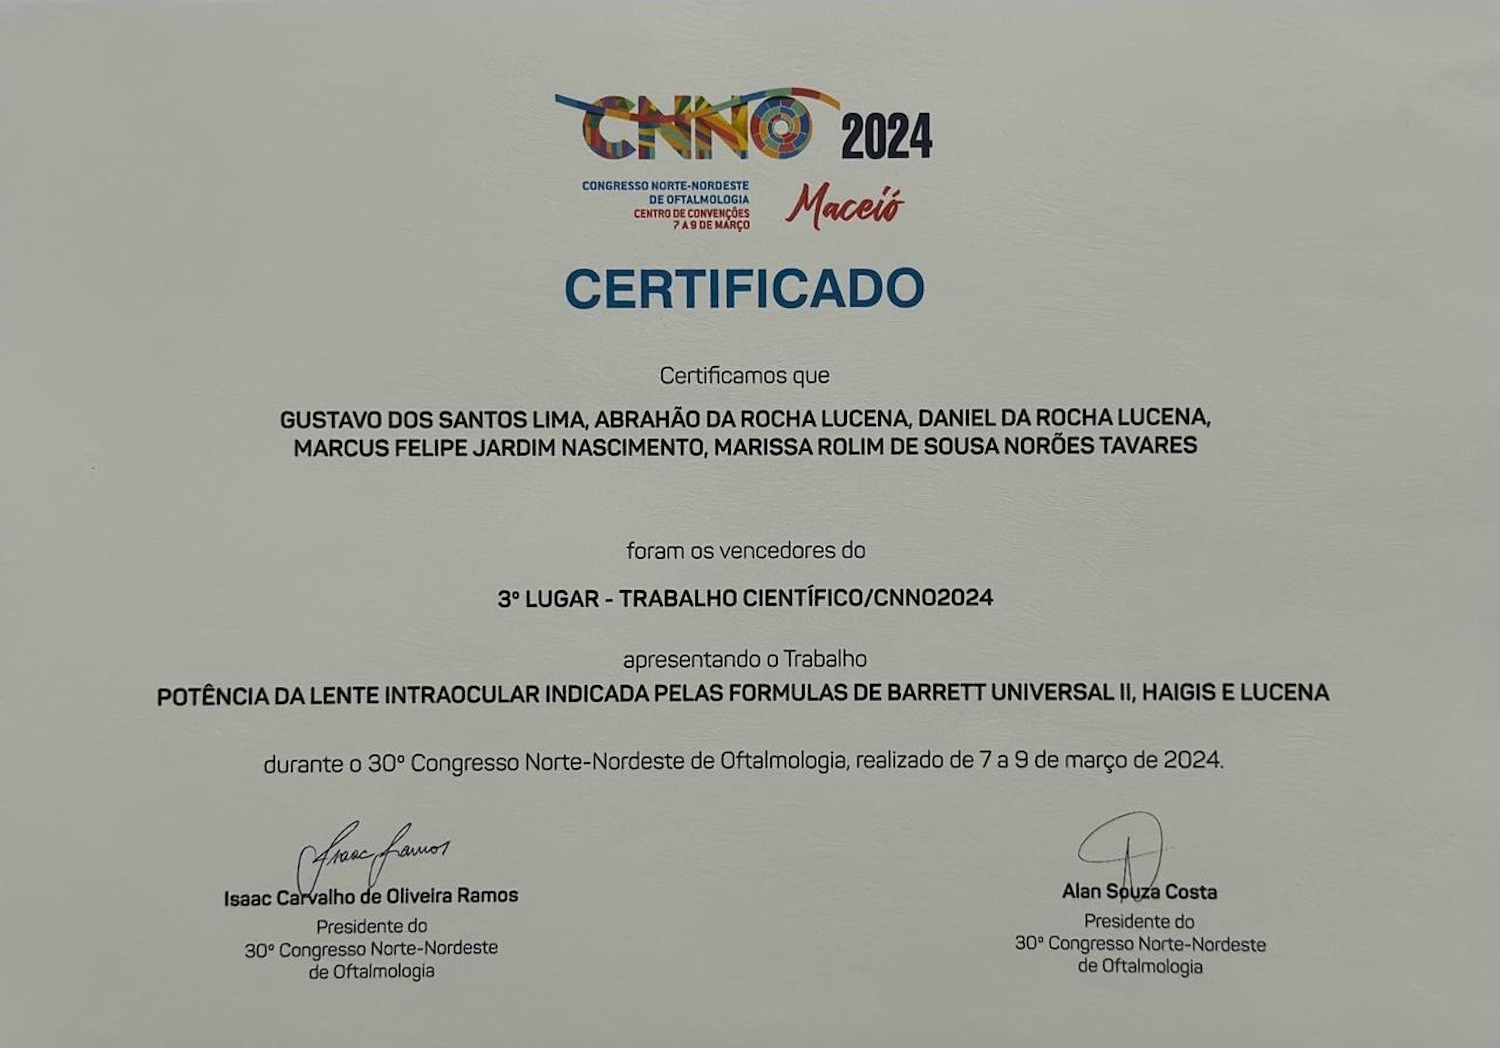 CNNO 2024
CONGRESSO NORTE-NORDESTE
DE OFTALMOLOGIA
CENTRO DE CONVENÇÕES
7 A 9 DE MARÇO
Maceió
CERTIFICADO
Certificamos que
GUSTAVO DOS SANTOS LIMA, ABRAHÃO DA ROCHA LUCENA, DANIEL DA ROCHA LUCENA,
MARCUS FELIPE JARDIM NASCIMENTO, MARISSA ROLIM DE SOUSA NORÕES TAVARES
foram os vencedores do
3º LUGAR - TRABALHO CIENTÍFICO/CNNO2024
apresentando o Trabalho
POTÊNCIA DA LENTE INTRAOCULAR INDICADA PELAS FORMULAS DE BARRETT UNIVERSAL II, HAIGIS E LUCENA
durante o 30º Congresso Norte-Nordeste de Oftalmologia, realizado de 7 a 9 de março de 2024.
Isaac Ramos
Isaac Carvalho de Oliveira Ramos
Presidente do
30º Congresso Norte-Nordeste
de Oftalmologia
Alan Souza Costa
Presidente do
30º Congresso Norte-Nordeste
de Oftalmologia